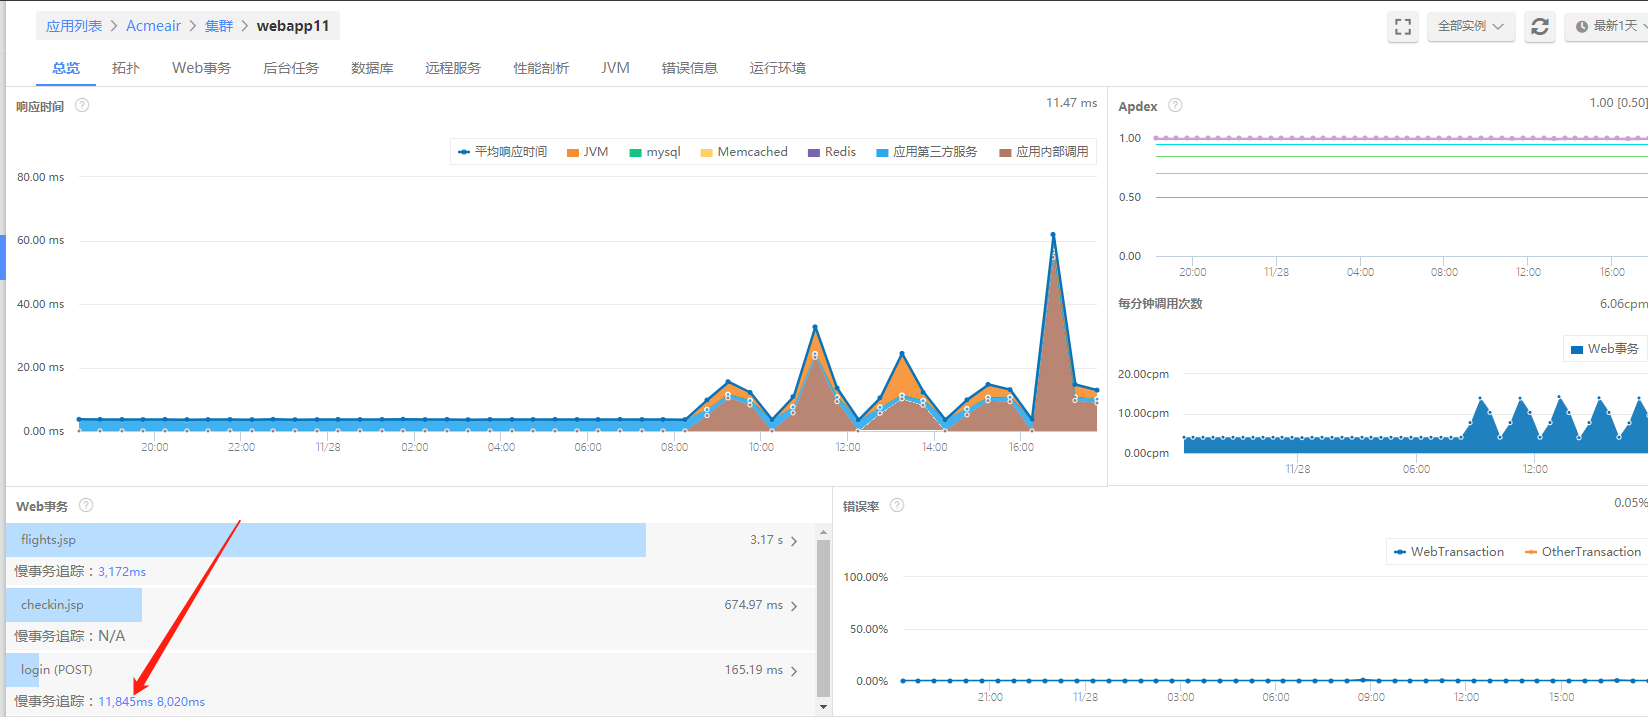 应用列表 > Acmeair > 集群 > webapp11
全部实例
最新1天
总览 拓扑 Web事务 后台任务 数据库 远程服务 性能剖析 JVM 错误信息 运行环境
响应时间 ?
11.47 ms
平均响应时间 JVM mysql Memcached Redis 应用第三方服务 应用内部调用
80.00 ms
60.00 ms
40.00 ms
20.00 ms
0.00 ms
20:00 22:00 11/28 02:00 04:00 06:00 08:00 10:00 12:00 14:00 16:00
Apdex ?
1.00 [0.50]
1.00
0.50
0.00
20:00 11/28 04:00 08:00 12:00 16:00
每分钟调用次数
6.06cpm
Web事务
20.00cpm
10.00cpm
0.00cpm
11/28 06:00 12:00
Web事务 ?
flights.jsp 3.17 s >
慢事务追踪：3,172ms
checkin.jsp 674.97 ms >
慢事务追踪：N/A
login (POST) 165.19 ms >
慢事务追踪：11,845ms 8,020ms
错误率 ?
0.05%
WebTransaction OtherTransaction
100.00%
50.00%
0.00%
21:00 11/28 03:00 06:00 09:00 12:00 15:00